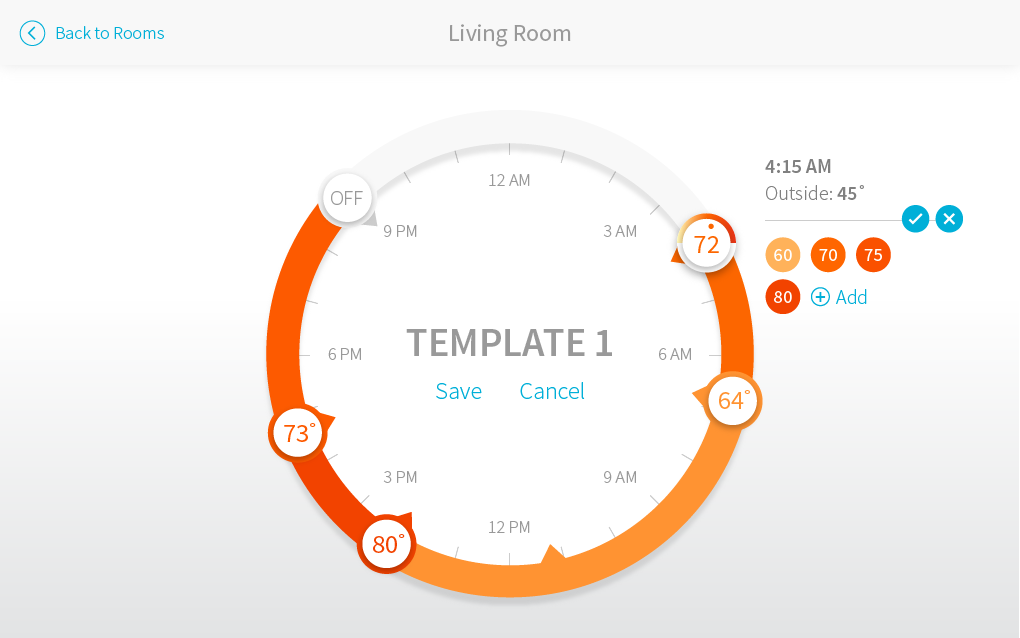 Back to Rooms
Living Room
4:15 AM
Outside: 45°
12 AM
OFF
9 PM
3 AM
72
60 70 75
80 Add
TEMPLATE 1
6 PM
6 AM
Save Cancel
64°
73°
3 PM
9 AM
12 PM
80°